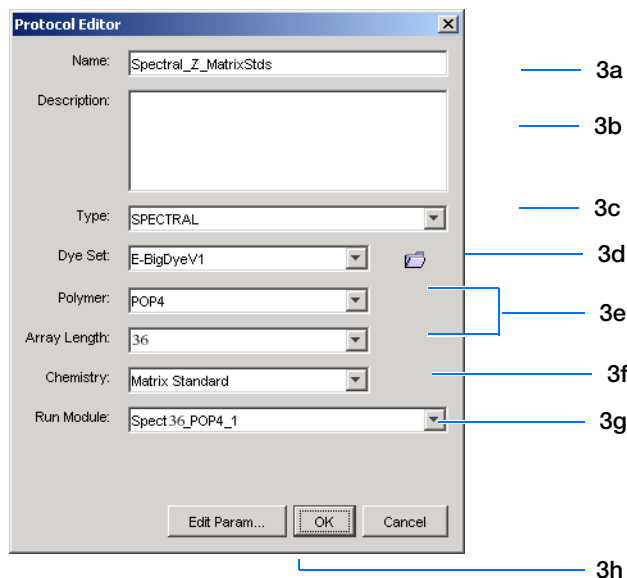 Protocol Editor
Name: Spectral_Z_MatrixStds 3a
Description: 3b
Type: SPECTRAL 3c
Dye Set: E-BigDyeV1 3d
Polymer: POP4
3e
Array Length: 36
Chemistry: Matrix Standard 3f
Run Module: Spect36_POP4_1 3g
Edit Param... OK Cancel
3h